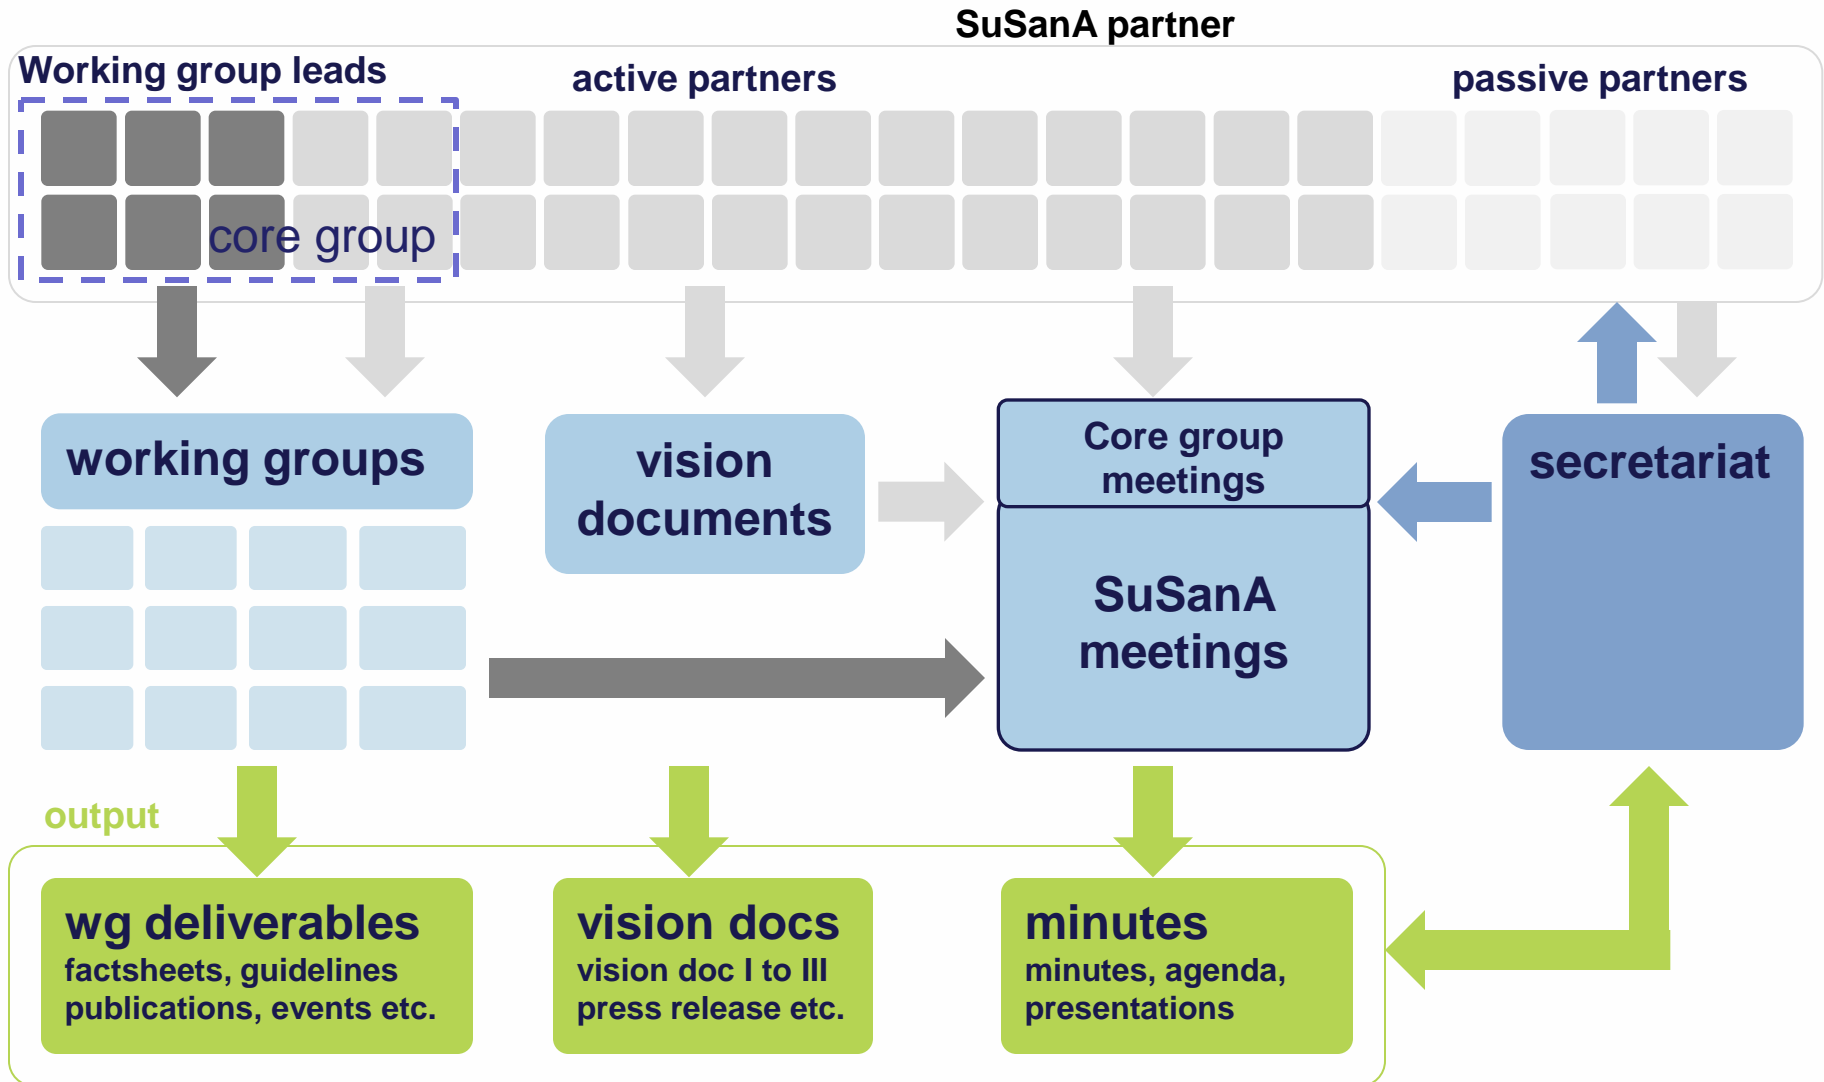 SuSanA partner
Working group leads
active partners
passive partners
core group
working groups
vision
documents
Core group
meetings
SuSanA
meetings
secretariat
output
wg deliverables
factsheets, guidelines
publications, events etc.
vision docs
vision doc I to III
press release etc.
minutes
minutes, agenda,
presentations